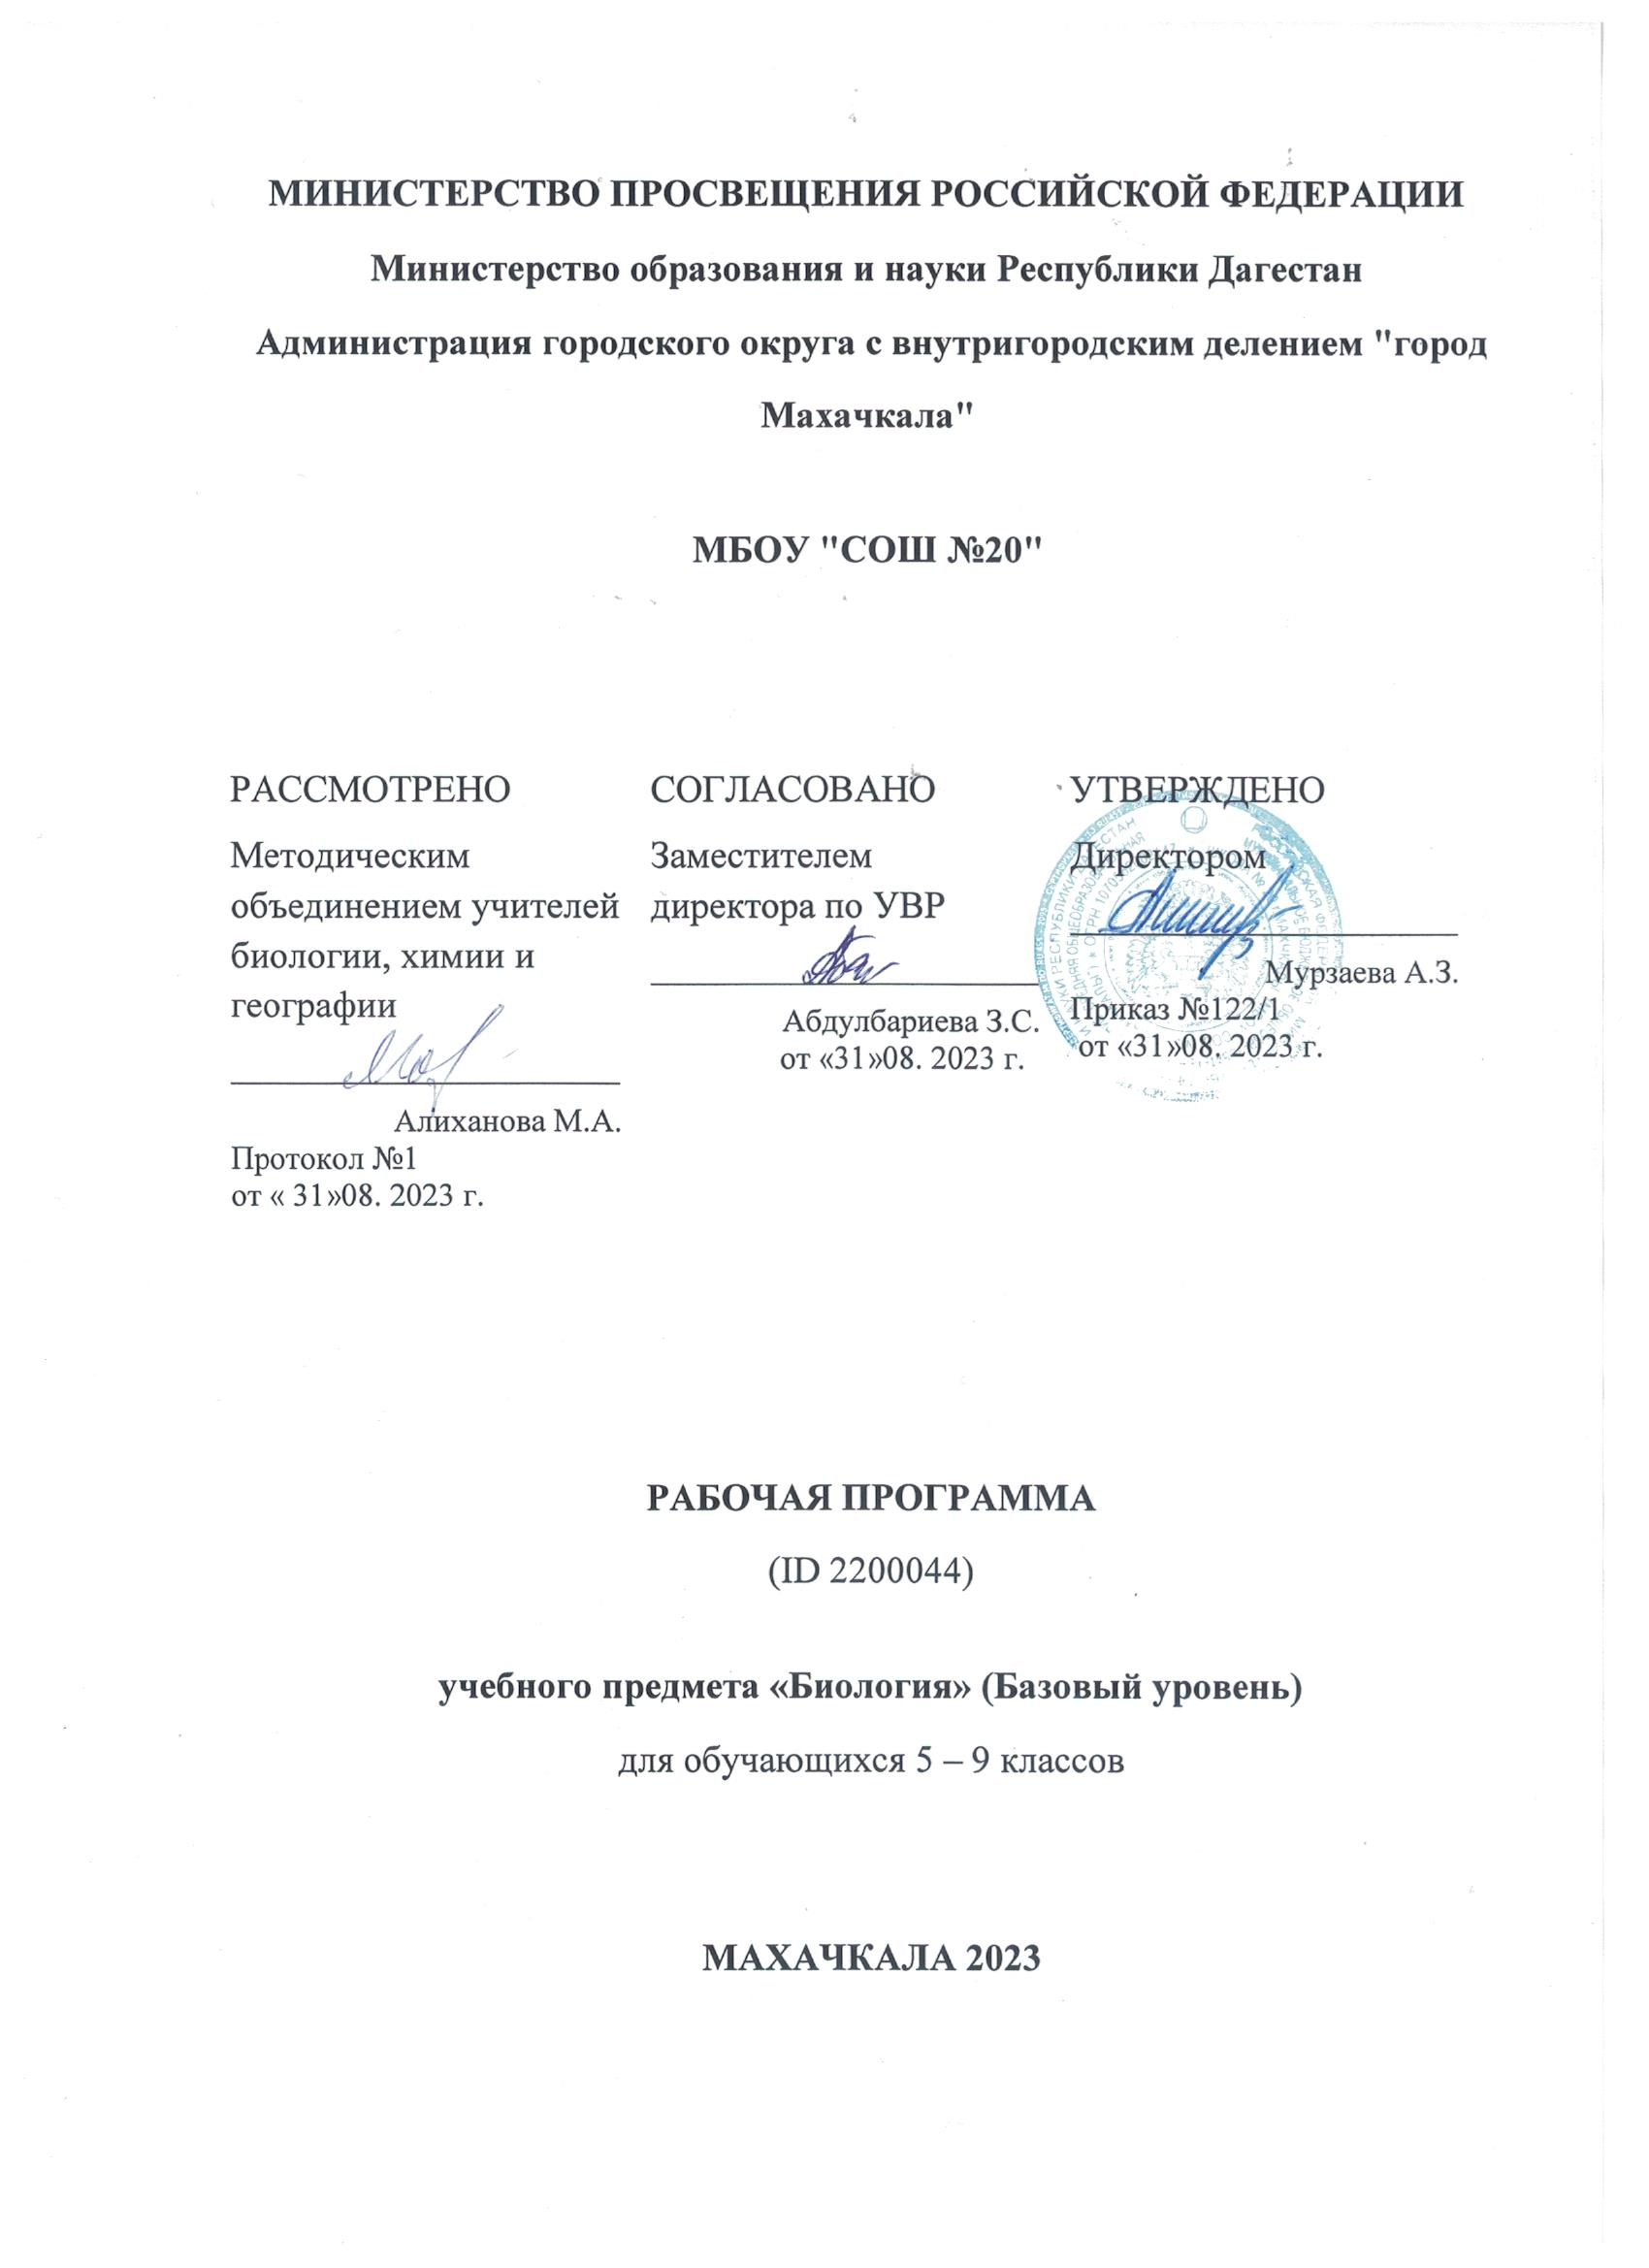 МИНИСТЕРСТВО ПРОСВЕЩЕНИЯ РОССИЙСКОЙ ФЕДЕРАЦИИ
Министерство образования и науки Республики Дагестан
Администрация городского округа с внутригородским делением "город
Махачкала"
МБОУ "СОШ №20"
РАССМОТРЕНО
Методическим
объединением учителей
биологии, химии и
географии
Алиханова М.А.
Протокол №1
от « 31»08. 2023 г.
СОГЛАСОВАНО
Заместителем
директора по УВР
Абдулбариева З.С.
от «31»08. 2023 г.
УТВЕРЖДЕНО
Директором
Мурзаева А.З.
Приказ №122/1
от «31»08. 2023 г.
РАБОЧАЯ ПРОГРАММА
(ID 2200044)
учебного предмета «Биология» (Базовый уровень)
для обучающихся 5 – 9 классов
МАХАЧКАЛА 2023